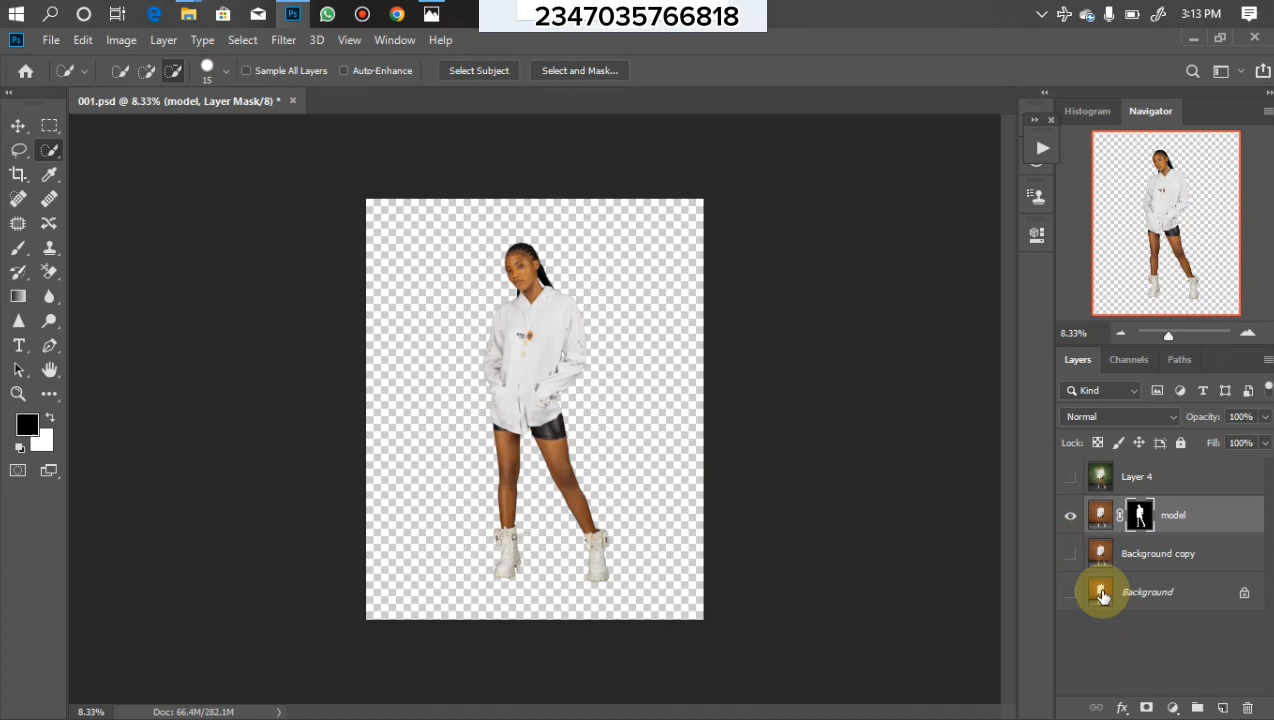 2347035766818
3:13 PM
Ps File Edit Image Layer Type Select Filter 3D View Window Help
15 Sample All Layers Auto-Enhance Select Subject Select and Mask...
001.psd @ 8.33% (model, Layer Mask/8) *
Histogram Navigator
8.33%
Layers Channels Paths
Kind
Normal Opacity: 100%
Lock: Fill: 100%
Layer 4
model
Background copy
Background
fx
8.33% Doc: 66.4M/282.1M